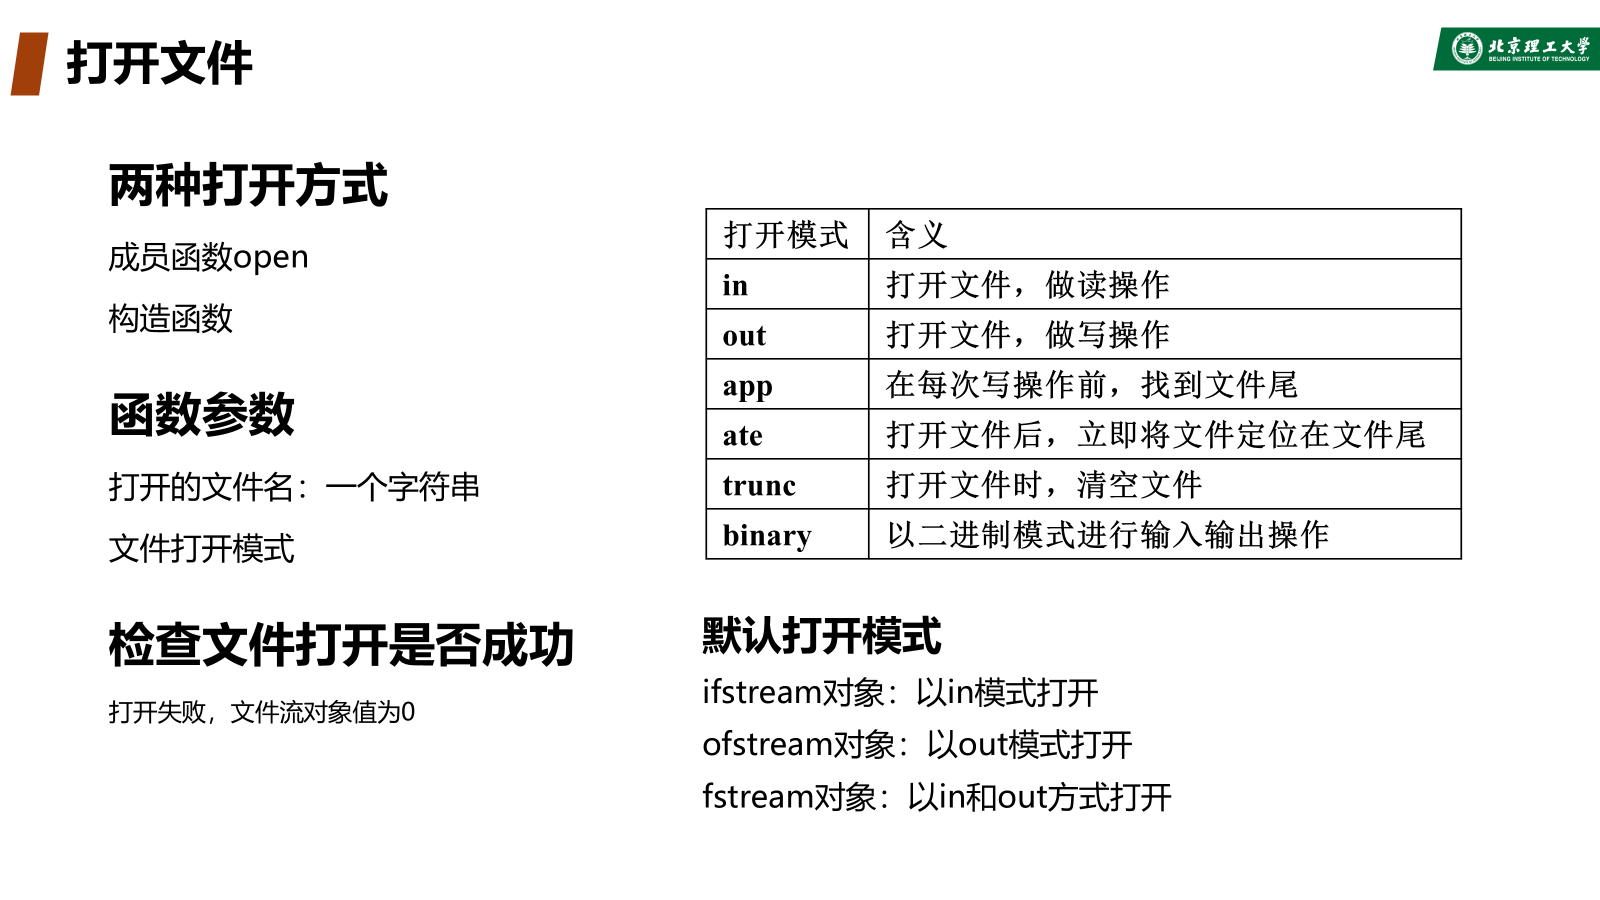 打开文件
北京理工大学
BEIJING INSTITUTE OF TECHNOLOGY
两种打开方式
成员函数open
构造函数
函数参数
打开的文件名：一个字符串
文件打开模式
检查文件打开是否成功
打开失败，文件流对象值为0
打开模式 含义
in 打开文件，做读操作
out 打开文件，做写操作
app 在每次写操作前，找到文件尾
ate 打开文件后，立即将文件定位在文件尾
trunc 打开文件时，清空文件
binary 以二进制模式进行输入输出操作
默认打开模式
ifstream对象：以in模式打开
ofstream对象：以out模式打开
fstream对象：以in和out方式打开